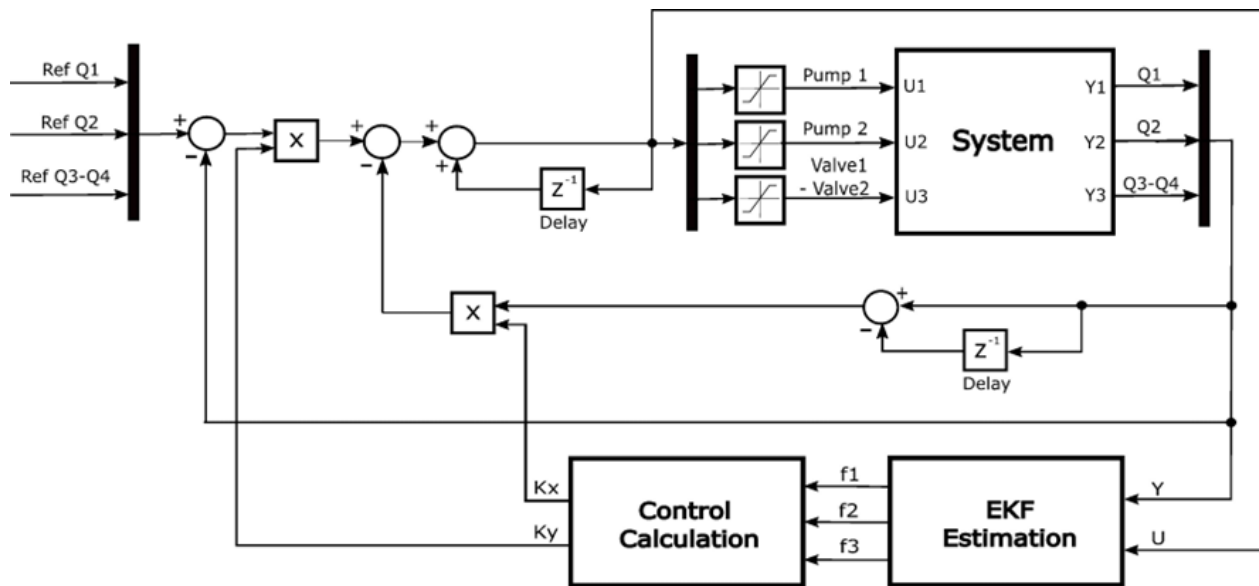 Ref Q1
Ref Q2
Ref Q3-Q4
+
−
X
+
−
+
+
Z⁻¹
Delay
Pump 1
Pump 2
Valve1
- Valve2
U1
U2
U3
System
Y1
Y2
Y3
Q1
Q2
Q3-Q4
X
+
−
Z⁻¹
Delay
Kx
Ky
Control
Calculation
f1
f2
f3
EKF
Estimation
Y
U